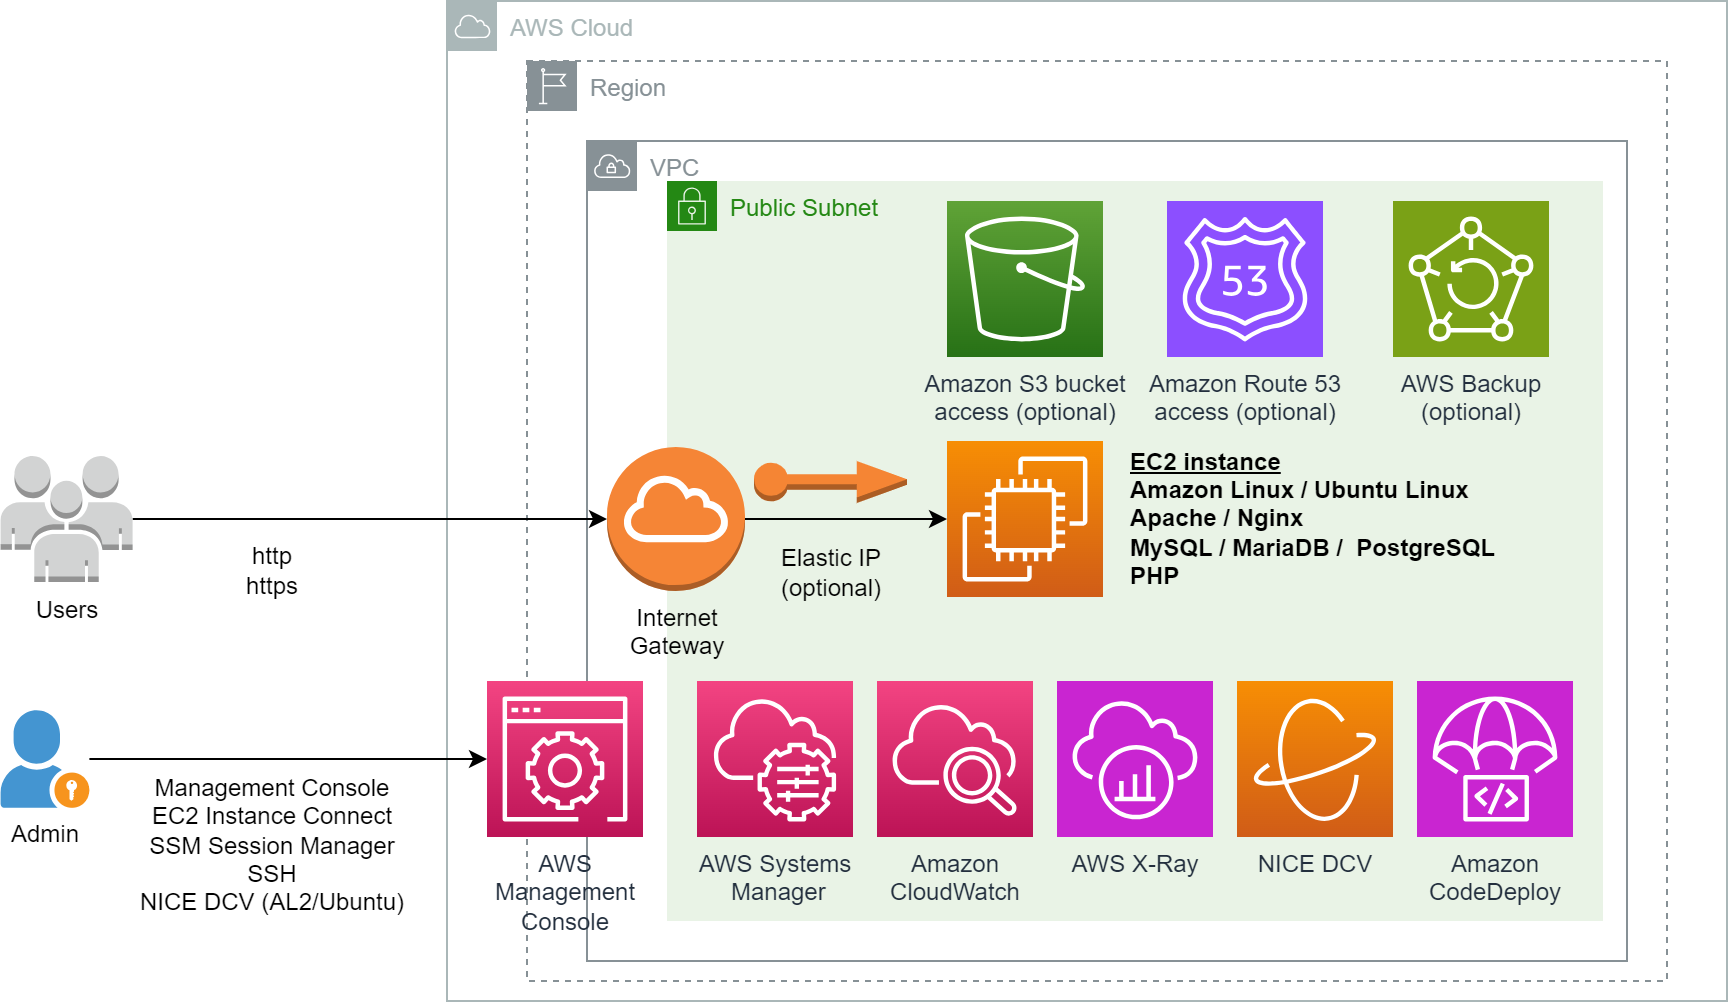 AWS Cloud
Region
VPC
Public Subnet
53
Amazon S3 bucket
access (optional)
Amazon Route 53
access (optional)
AWS Backup
(optional)
EC2 instance
Amazon Linux / Ubuntu Linux
Apache / Nginx
MySQL / MariaDB / PostgreSQL
PHP
http
https
Users
Elastic IP
(optional)
Internet
Gateway
Admin
Management Console
EC2 Instance Connect
SSM Session Manager
SSH
NICE DCV (AL2/Ubuntu)
AWS
Management
Console
AWS Systems
Manager
Amazon
CloudWatch
AWS X-Ray
NICE DCV
</>
Amazon
CodeDeploy